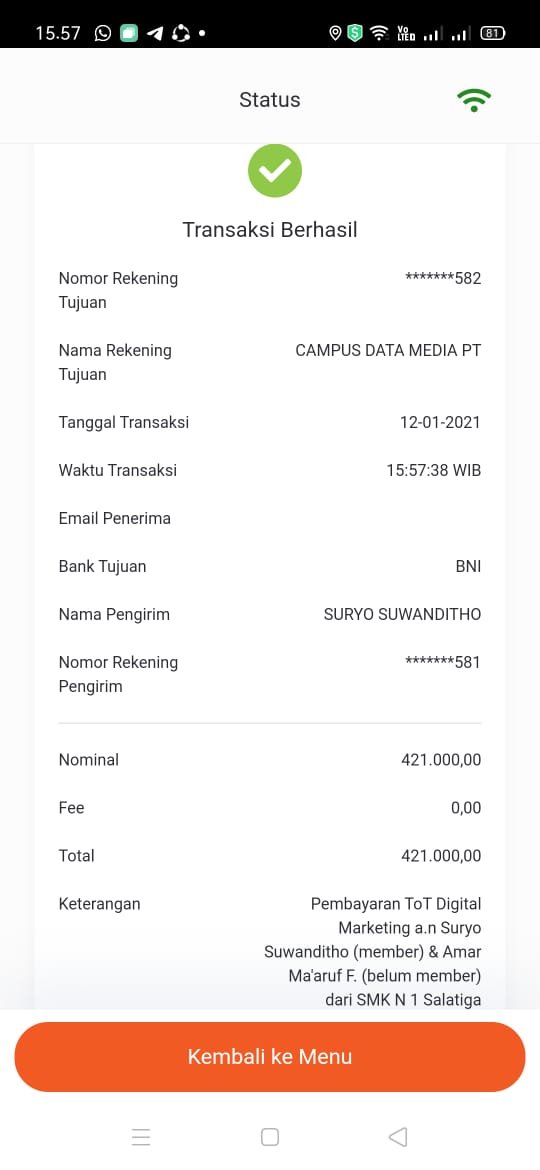 15.57
Vo
LTED
81
Status
Transaksi Berhasil
Nomor Rekening
Tujuan
*******582
Nama Rekening
Tujuan
CAMPUS DATA MEDIA PT
Tanggal Transaksi
12-01-2021
Waktu Transaksi
15:57:38 WIB
Email Penerima
Bank Tujuan
BNI
Nama Pengirim
SURYO SUWANDITHO
Nomor Rekening
Pengirim
*******581
Nominal
421.000,00
Fee
0,00
Total
421.000,00
Keterangan
Pembayaran ToT Digital
Marketing a.n Suryo
Suwanditho (member) & Amar
Ma'aruf F. (belum member)
dari SMK N 1 Salatiga
Kembali ke Menu